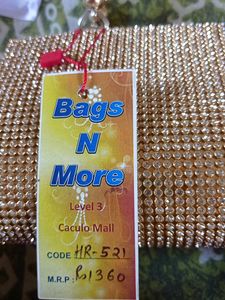 Bags
N
More
Level 3
Caculo Mall
CODE : HR-521
M.R.P : Rs1360